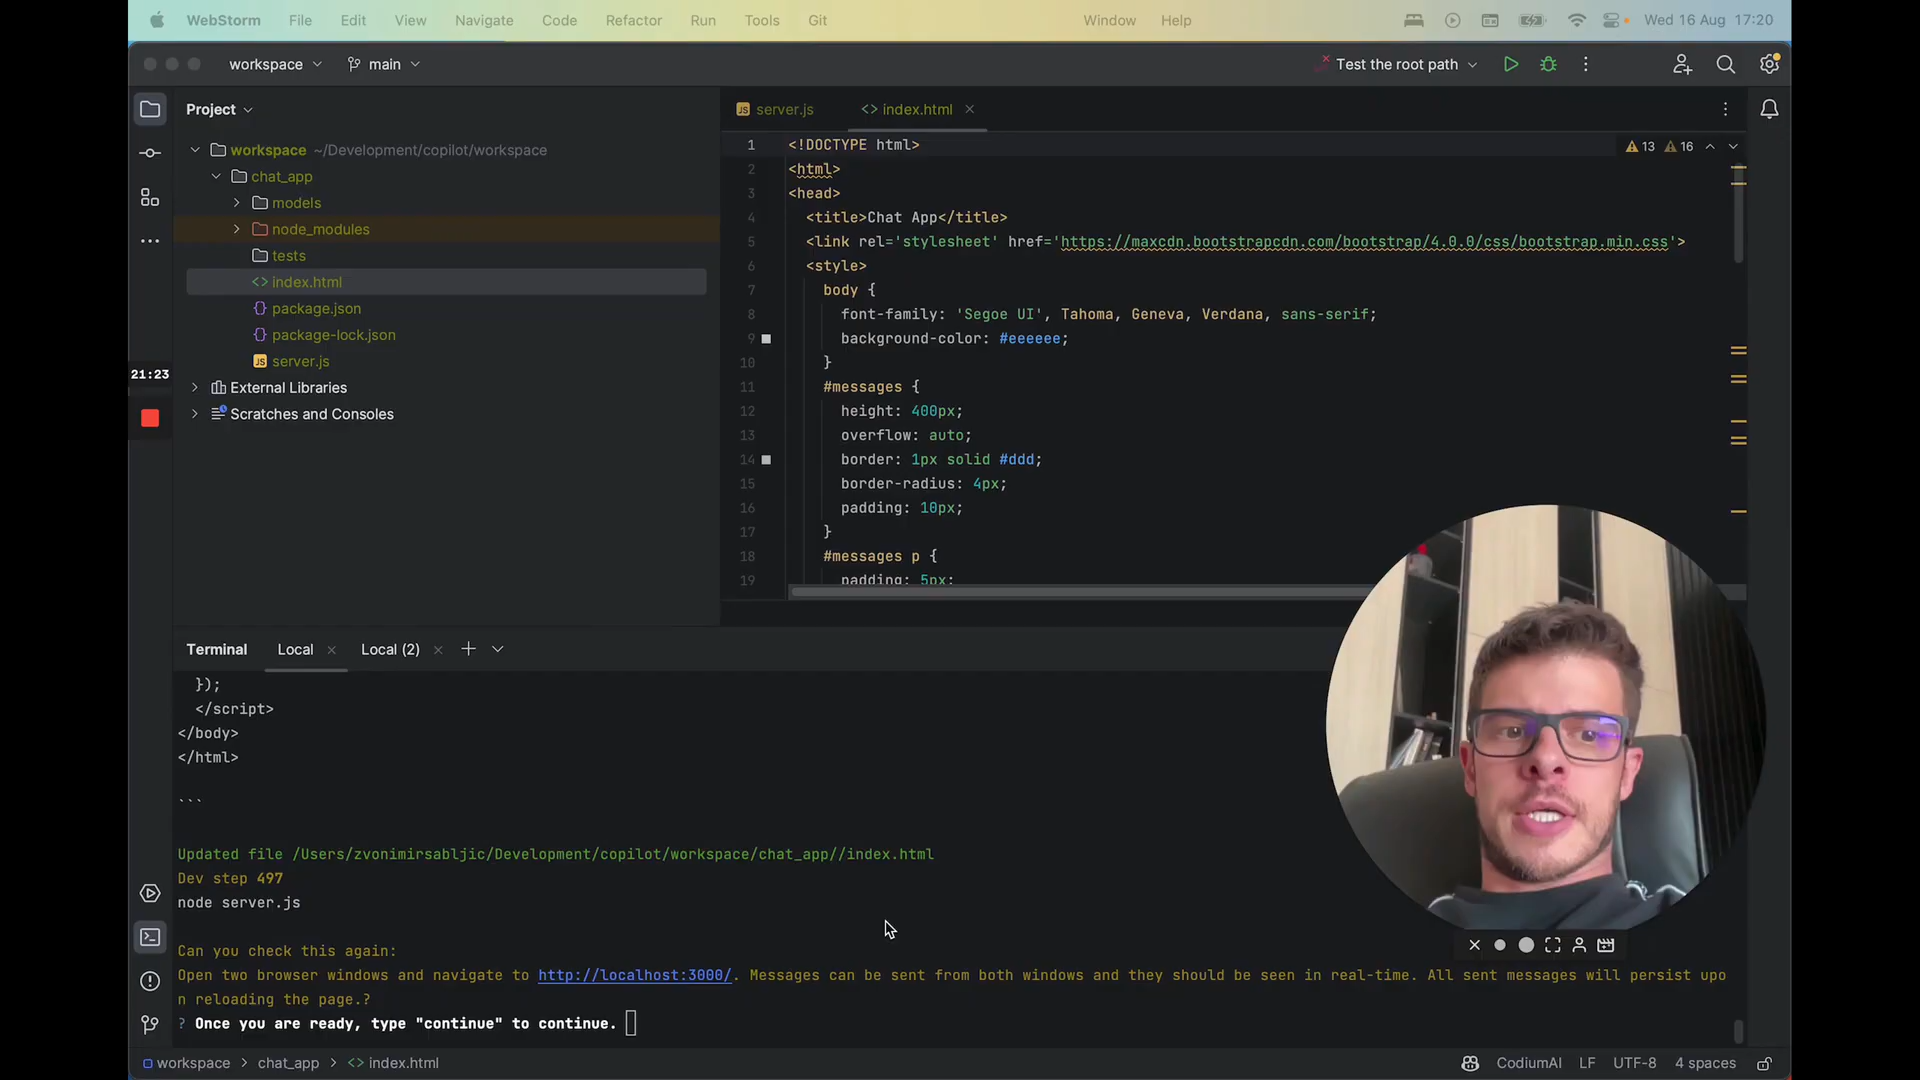 WebStorm File Edit View Navigate Code Refactor Run Tools Git Window Help Wed 16 Aug 17:20
workspace main Test the root path
Project
workspace ~/Development/copilot/workspace
chat_app
models
node_modules
tests
<> index.html
{} package.json
{} package-lock.json
JS server.js
External Libraries
Scratches and Consoles
21:23
JS server.js <> index.html ×
13 16
1 <!DOCTYPE html>
2 <html>
3 <head>
4 <title>Chat App</title>
5 <link rel='stylesheet' href='https://maxcdn.bootstrapcdn.com/bootstrap/4.0.0/css/bootstrap.min.css'>
6 <style>
7 body {
8 font-family: 'Segoe UI', Tahoma, Geneva, Verdana, sans-serif;
9 background-color: #eeeeee;
10 }
11 #messages {
12 height: 400px;
13 overflow: auto;
14 border: 1px solid #ddd;
15 border-radius: 4px;
16 padding: 10px;
17 }
18 #messages p {
19 padding: 5px;
Terminal Local × Local (2) × +
});
</script>
</body>
</html>
```
Updated file /Users/zvonimirsabljic/Development/copilot/workspace/chat_app//index.html
Dev step 497
node server.js
Can you check this again:
Open two browser windows and navigate to http://localhost:3000/. Messages can be sent from both windows and they should be seen in real-time. All sent messages will persist upo
n reloading the page.?
? Once you are ready, type "continue" to continue.
workspace > chat_app > <> index.html CodiumAI LF UTF-8 4 spaces